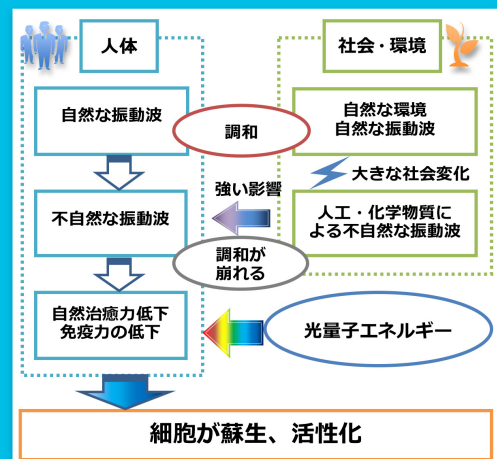 人体
社会・環境
自然な振動波
調和
自然な環境
自然な振動波
大きな社会変化
強い影響
不自然な振動波
人工・化学物質に
よる不自然な振動波
調和が
崩れる
自然治癒力低下
免疫力の低下
光量子エネルギー
細胞が蘇生、活性化